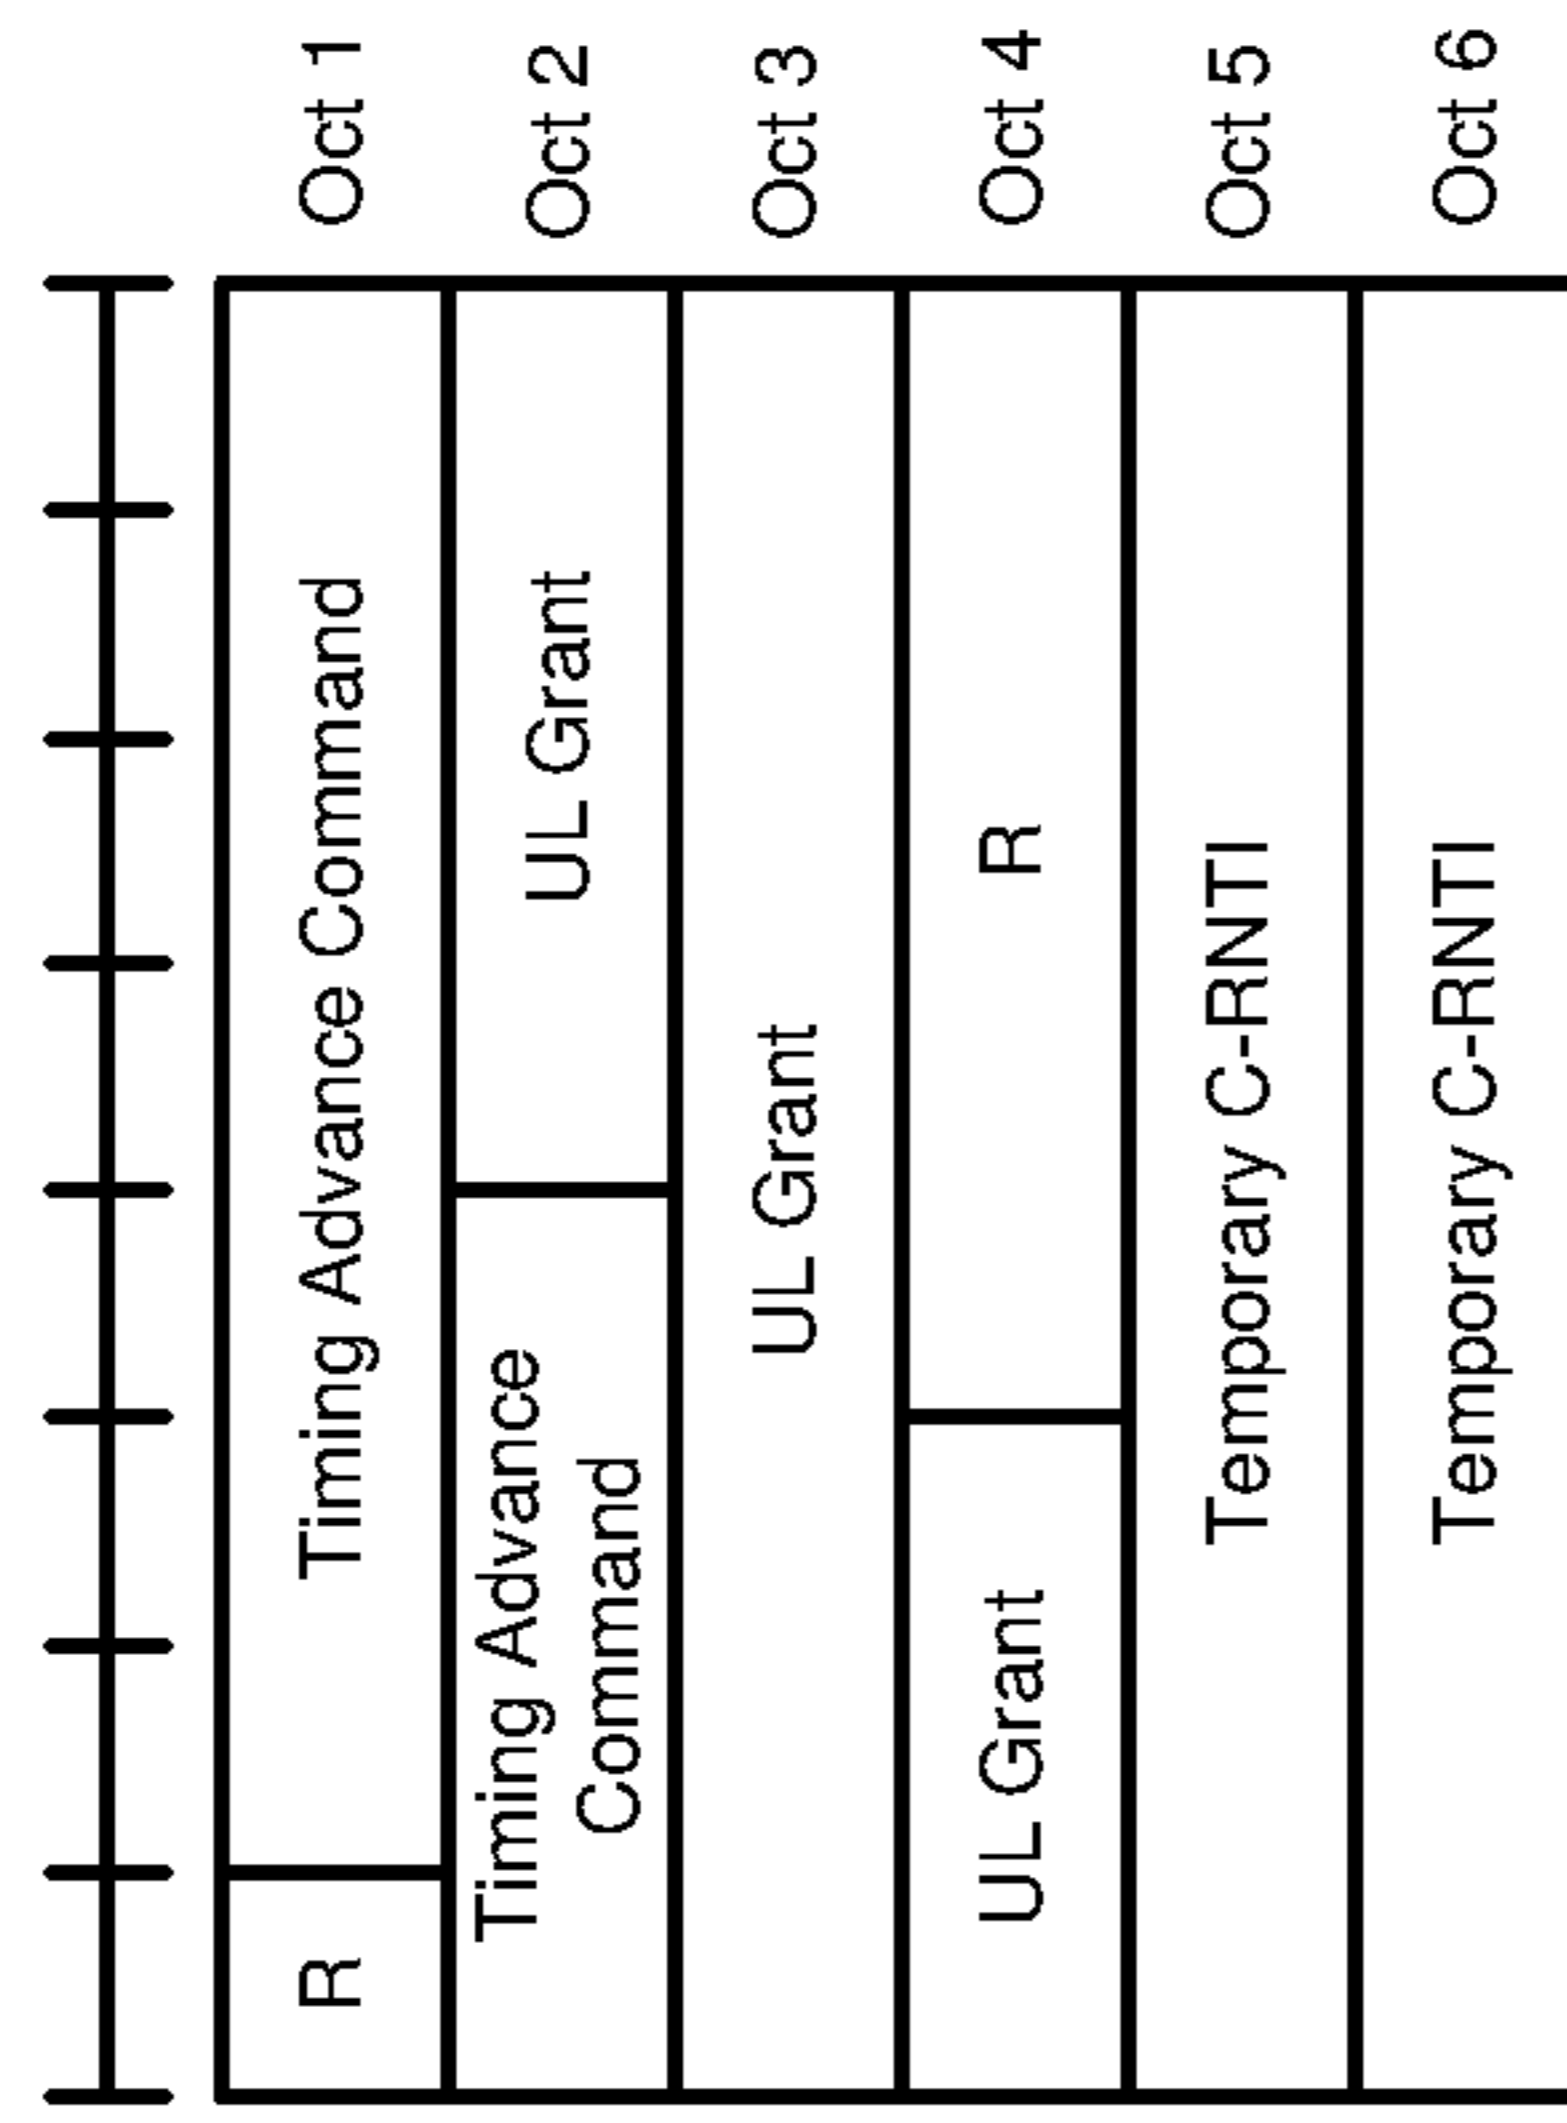 R
Timing Advance Command
Oct 1
Timing Advance
Command
UL Grant
Oct 2
UL Grant
Oct 3
UL Grant
R
Oct 4
Temporary C-RNTI
Oct 5
Temporary C-RNTI
Oct 6